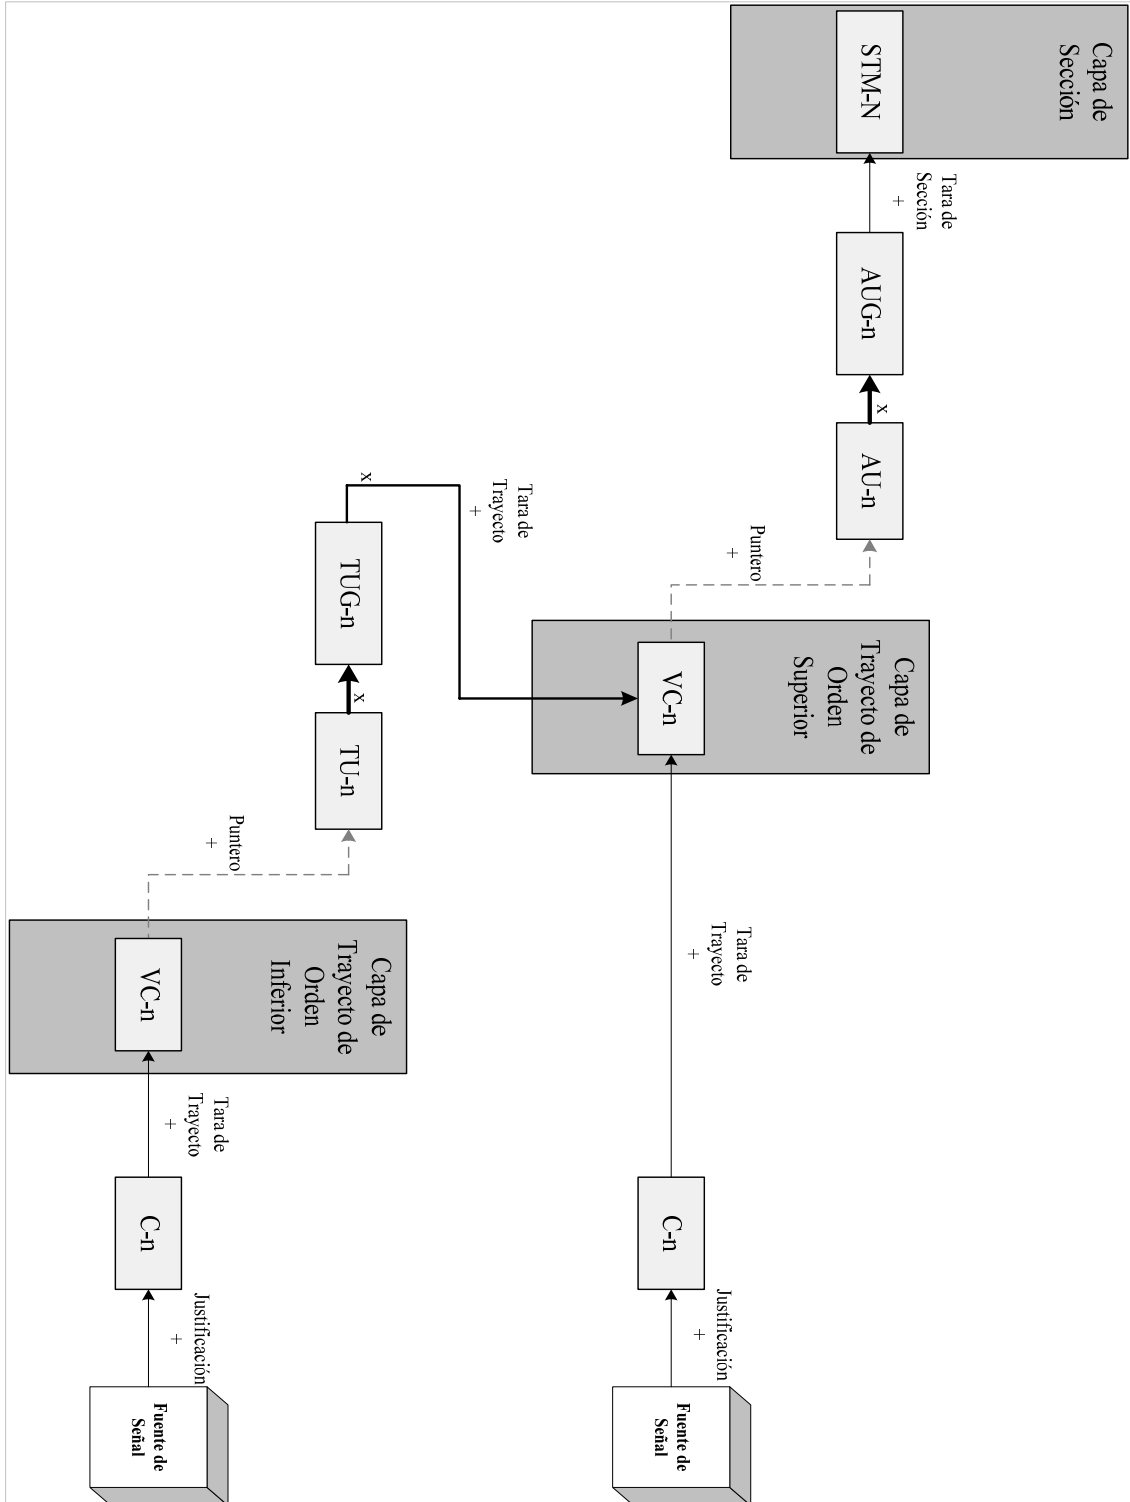 Capa de
Sección
STM-N
Tara de
Sección
+
AUG-n
x
AU-n
Puntero
+
Capa de
Trayecto de
Orden
Superior
VC-n
Tara de
Trayecto
+
C-n
Justificación
+
Fuente de
Señal
x
Tara de
Trayecto
+
TUG-n
x
TU-n
Puntero
+
Capa de
Trayecto de
Orden
Inferior
VC-n
Tara de
Trayecto
+
C-n
Justificación
+
Fuente de
Señal